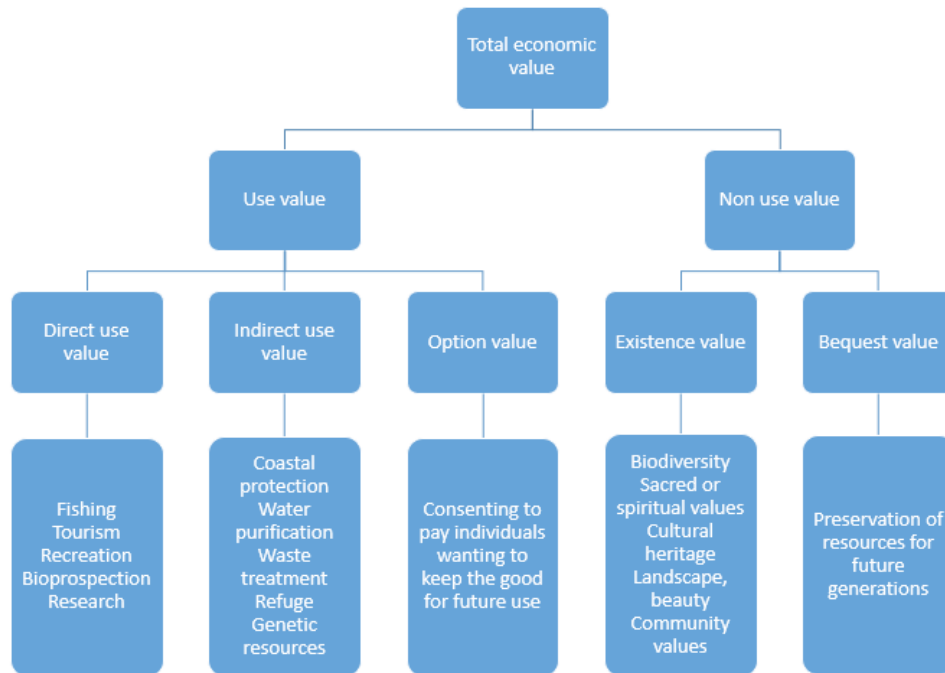 Total economic
value
Use value
Non use value
Direct use
value
Indirect use
value
Option value
Existence value
Bequest value
Fishing
Tourism
Recreation
Bioprospection
Research
Coastal
protection
Water
purification
Waste
treatment
Refuge
Genetic
resources
Consenting to
pay individuals
wanting to
keep the good
for future use
Biodiversity
Sacred or
spiritual values
Cultural
heritage
Landscape,
beauty
Community
values
Preservation of
resources for
future
generations